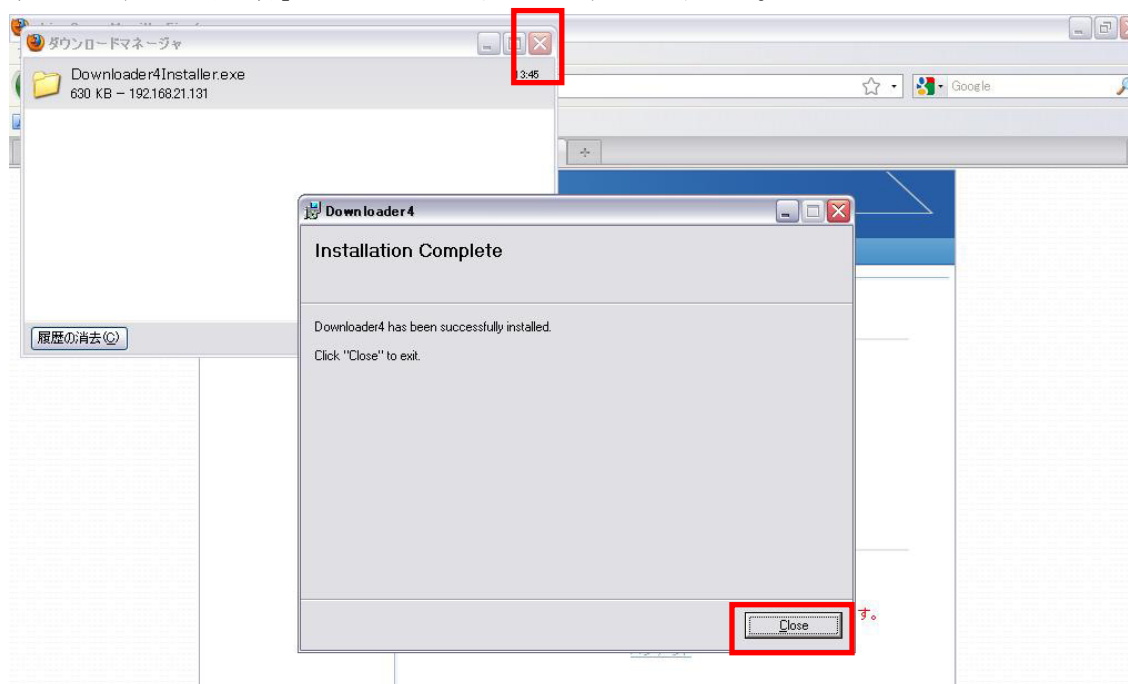 ダウンロードマネージャ
Downloader4Installer.exe
13:45
630 KB — 192.168.21.131
Google
Downloader4
Installation Complete
Downloader4 has been successfully installed.
Click "Close" to exit.
履歴の消去(C)
す。
Close